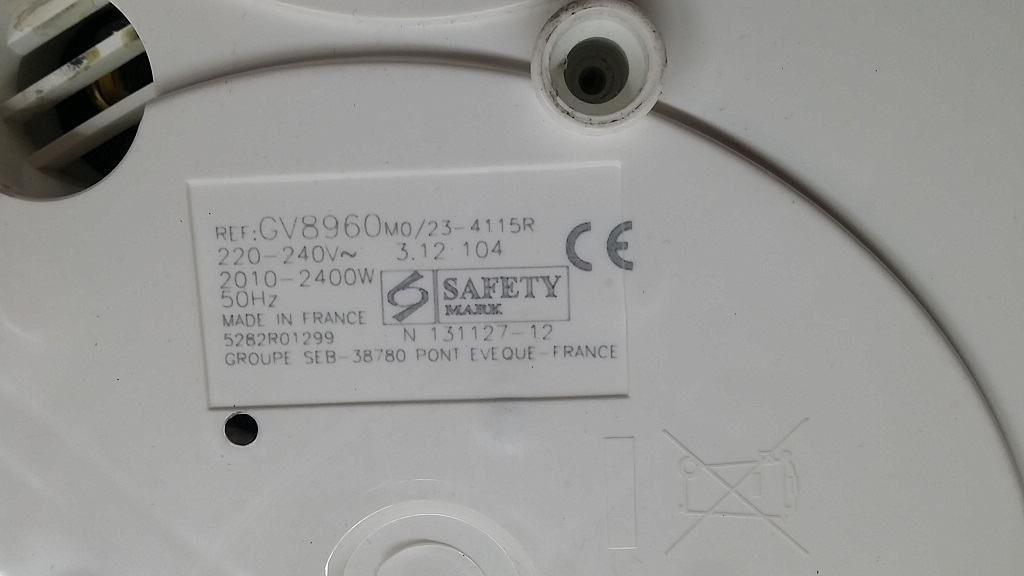 REF:GV8960M0/23-4115R
220-240V~ 3.12 104
2010-2400W
50Hz
SAFETY
MARK
MADE IN FRANCE
5282R01299 N 131127-12
GROUPE SEB-38780 PONT EVEQUE-FRANCE
CE